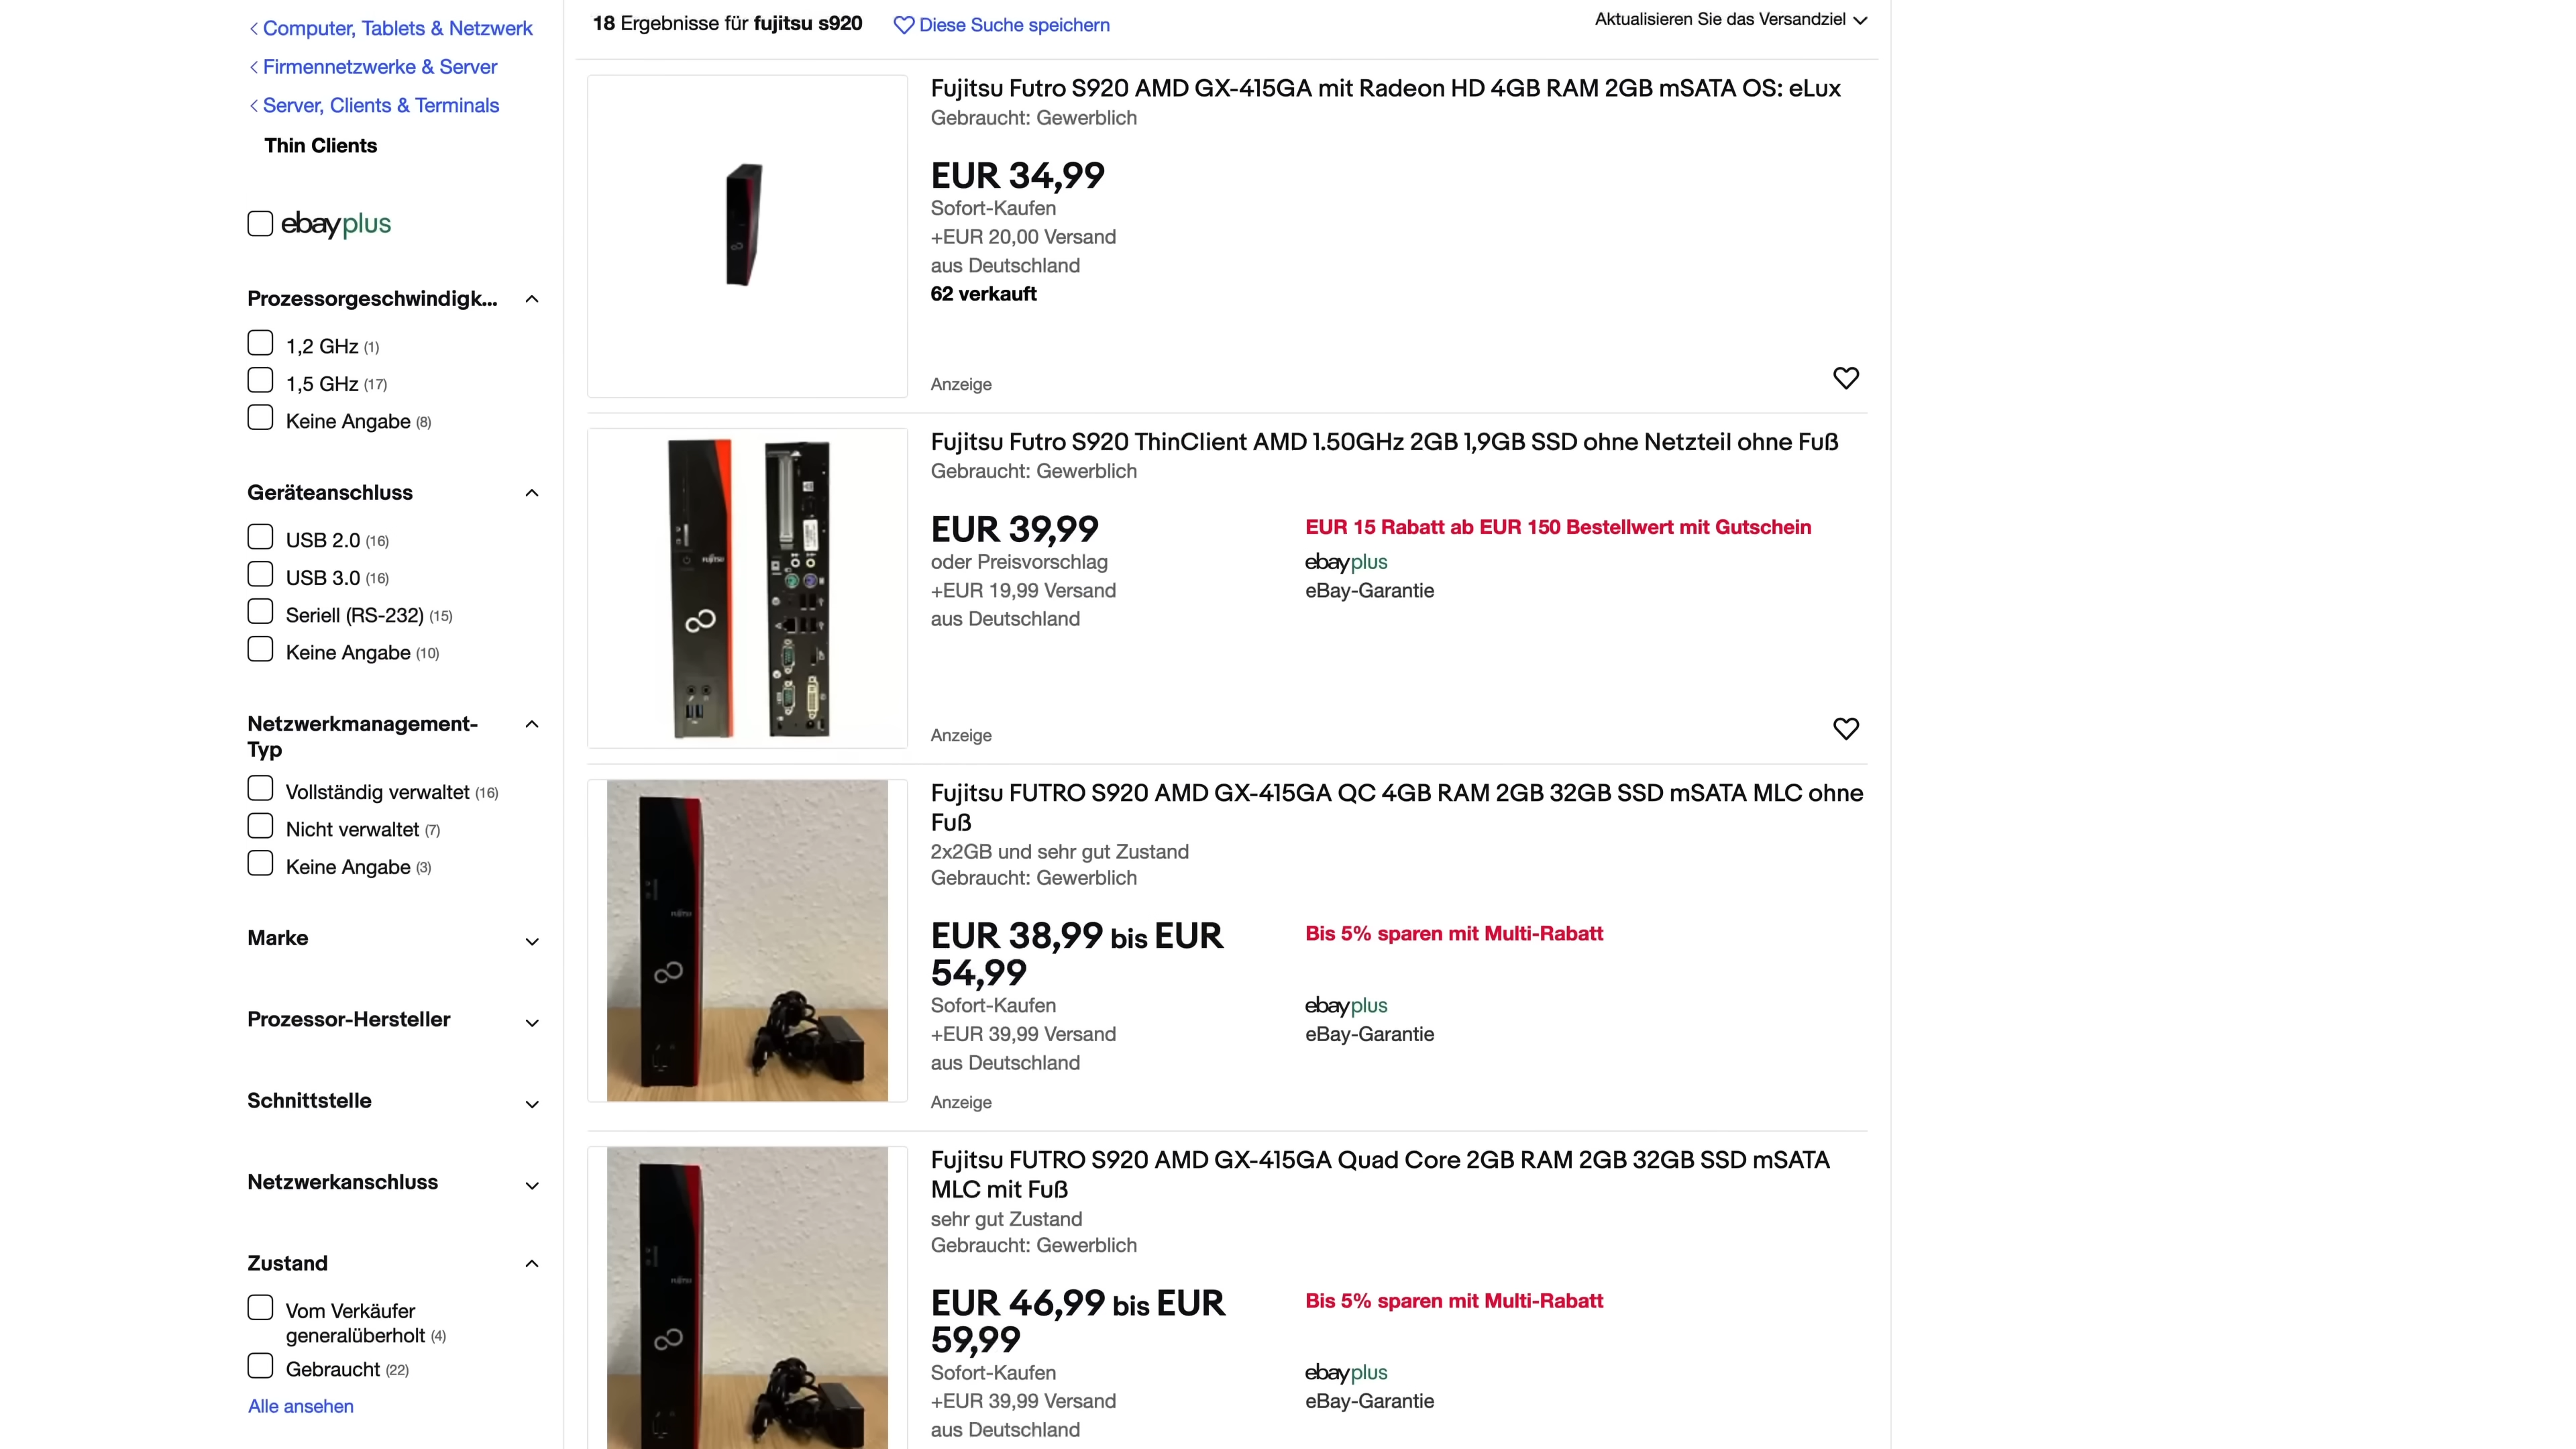 Computer, Tablets & Netzwerk
Firmennetzwerke & Server
Server, Clients & Terminals
Thin Clients
ebayplus
Prozessorgeschwindigk...
1,2 GHz (1)
1,5 GHz (17)
Keine Angabe (8)
Geräteanschluss
USB 2.0 (16)
USB 3.0 (16)
Seriell (RS-232) (15)
Keine Angabe (10)
Netzwerkmanagement-
Typ
Vollständig verwaltet (16)
Nicht verwaltet (7)
Keine Angabe (3)
Marke
Prozessor-Hersteller
Schnittstelle
Netzwerkanschluss
Zustand
Vom Verkäufer
generalüberholt (4)
Gebraucht (22)
Alle ansehen
18 Ergebnisse für fujitsu s920
Diese Suche speichern
Aktualisieren Sie das Versandziel
Fujitsu Futro S920 AMD GX-415GA mit Radeon HD 4GB RAM 2GB mSATA OS: eLux
Gebraucht: Gewerblich
EUR 34,99
Sofort-Kaufen
+EUR 20,00 Versand
aus Deutschland
62 verkauft
Anzeige
FUJITSU
Fujitsu Futro S920 ThinClient AMD 1.50GHz 2GB 1,9GB SSD ohne Netzteil ohne Fuß
Gebraucht: Gewerblich
EUR 39,99
oder Preisvorschlag
+EUR 19,99 Versand
aus Deutschland
EUR 15 Rabatt ab EUR 150 Bestellwert mit Gutschein
ebayplus
eBay-Garantie
Anzeige
FUJITSU
Fujitsu FUTRO S920 AMD GX-415GA QC 4GB RAM 2GB 32GB SSD mSATA MLC ohne
Fuß
2x2GB und sehr gut Zustand
Gebraucht: Gewerblich
EUR 38,99 bis EUR
54,99
Sofort-Kaufen
+EUR 39,99 Versand
aus Deutschland
Bis 5% sparen mit Multi-Rabatt
ebayplus
eBay-Garantie
Anzeige
FUJITSU
Fujitsu FUTRO S920 AMD GX-415GA Quad Core 2GB RAM 2GB 32GB SSD mSATA
MLC mit Fuß
sehr gut Zustand
Gebraucht: Gewerblich
EUR 46,99 bis EUR
59,99
Sofort-Kaufen
+EUR 39,99 Versand
aus Deutschland
Bis 5% sparen mit Multi-Rabatt
ebayplus
eBay-Garantie